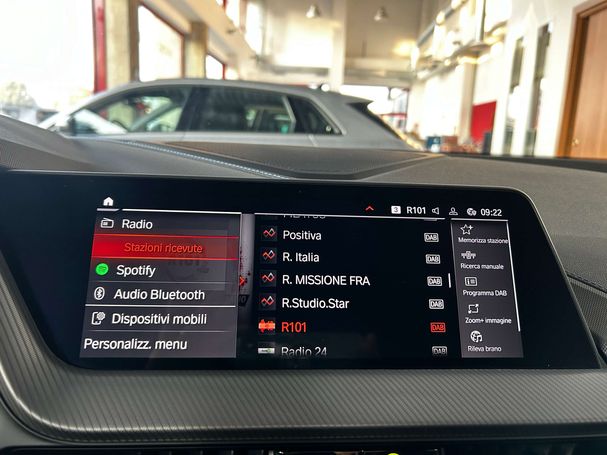 3 R101 09:22
Radio
Stazioni ricevute
Spotify
Audio Bluetooth
Dispositivi mobili
Personalizz. menu
Positiva DAB
R. Italia DAB
R. MISSIONE FRA DAB
R.Studio.Star DAB
R101 DAB
Radio 24 DAB
Memorizza stazione
Ricerca manuale
Programma DAB
Zoom+ immagine
Rileva brano